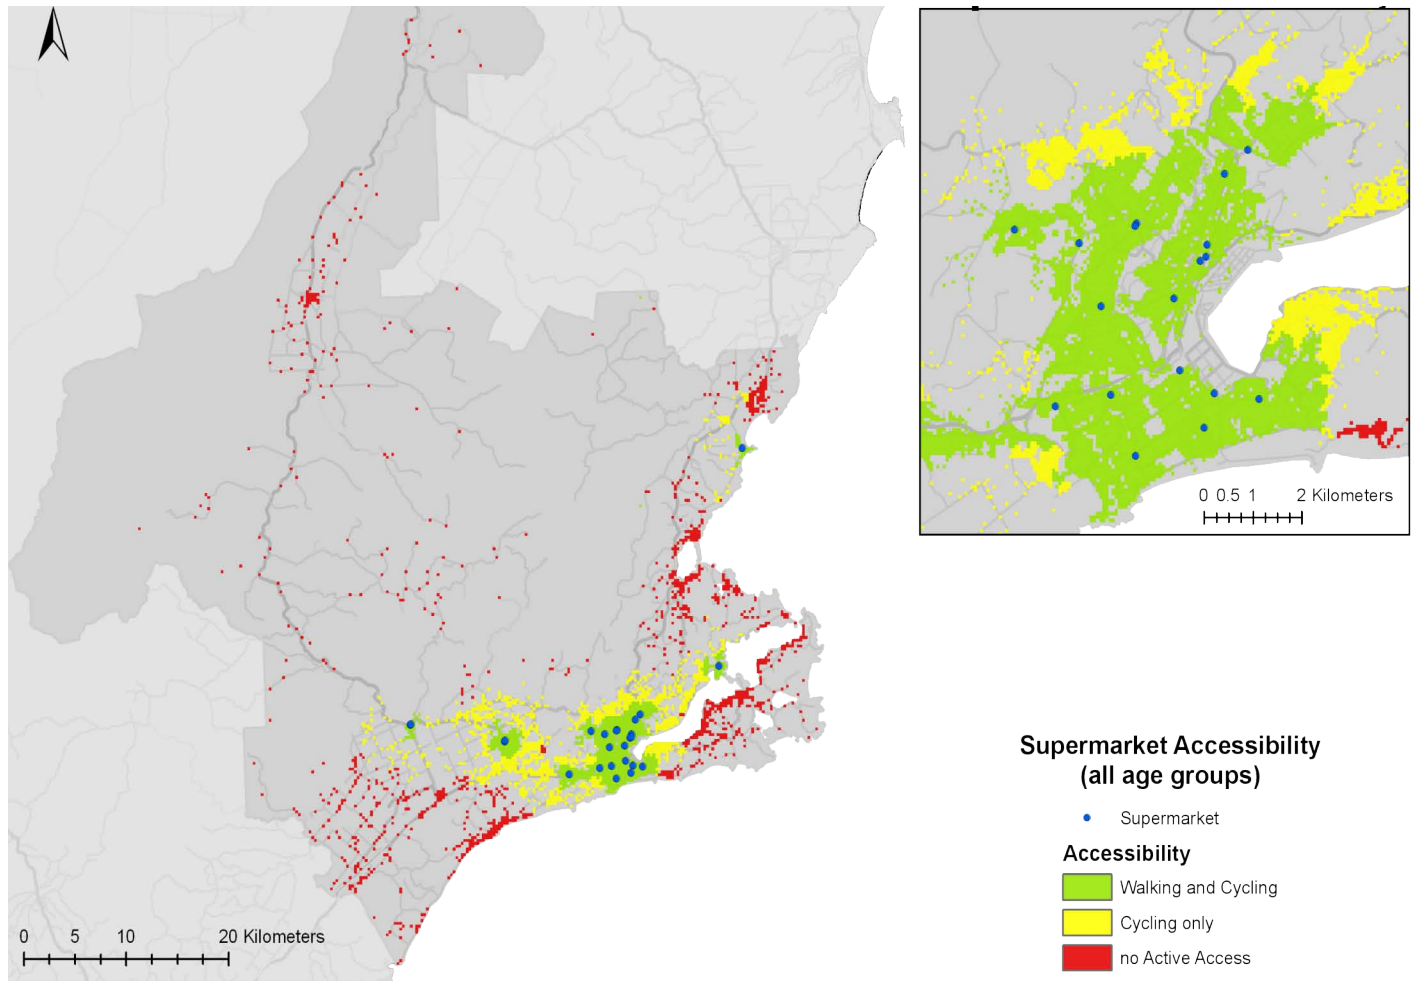 0 0.5 1 2 Kilometers
Supermarket Accessibility
(all age groups)
Supermarket
Accessibility
Walking and Cycling
Cycling only
no Active Access
0 5 10 20 Kilometers